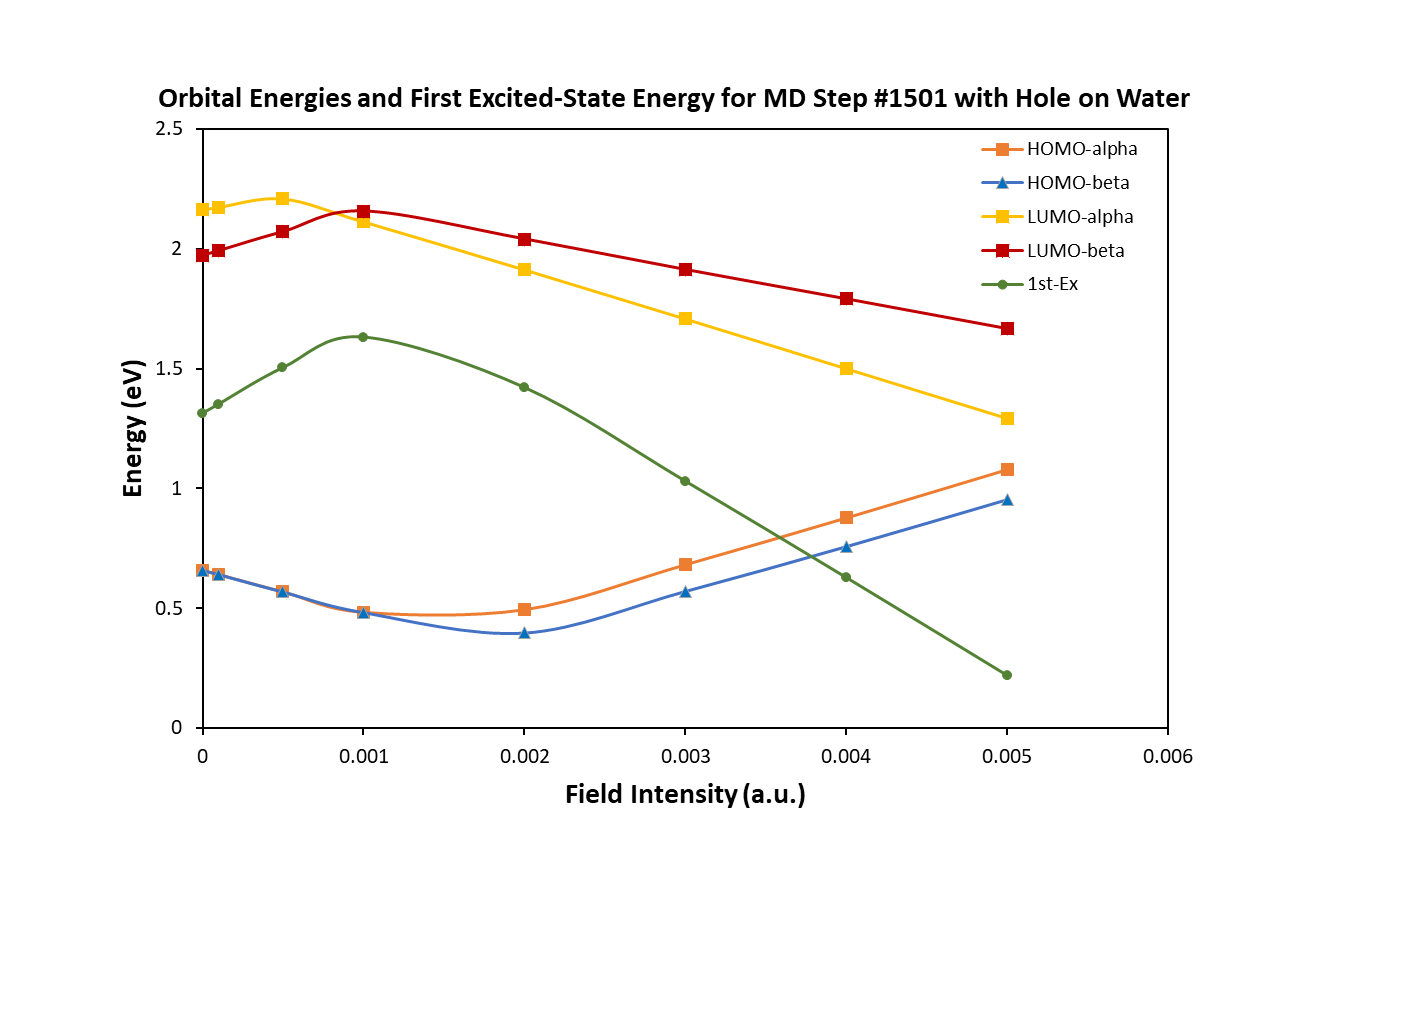 Orbital Energies and First Excited-State Energy for MD Step #1501 with Hole on Water
2.5
2
1.5
1
0.5
0
Energy (eV)
HOMO-alpha
HOMO-beta
LUMO-alpha
LUMO-beta
1st-Ex
0 0.001 0.002 0.003 0.004 0.005 0.006
Field Intensity (a.u.)